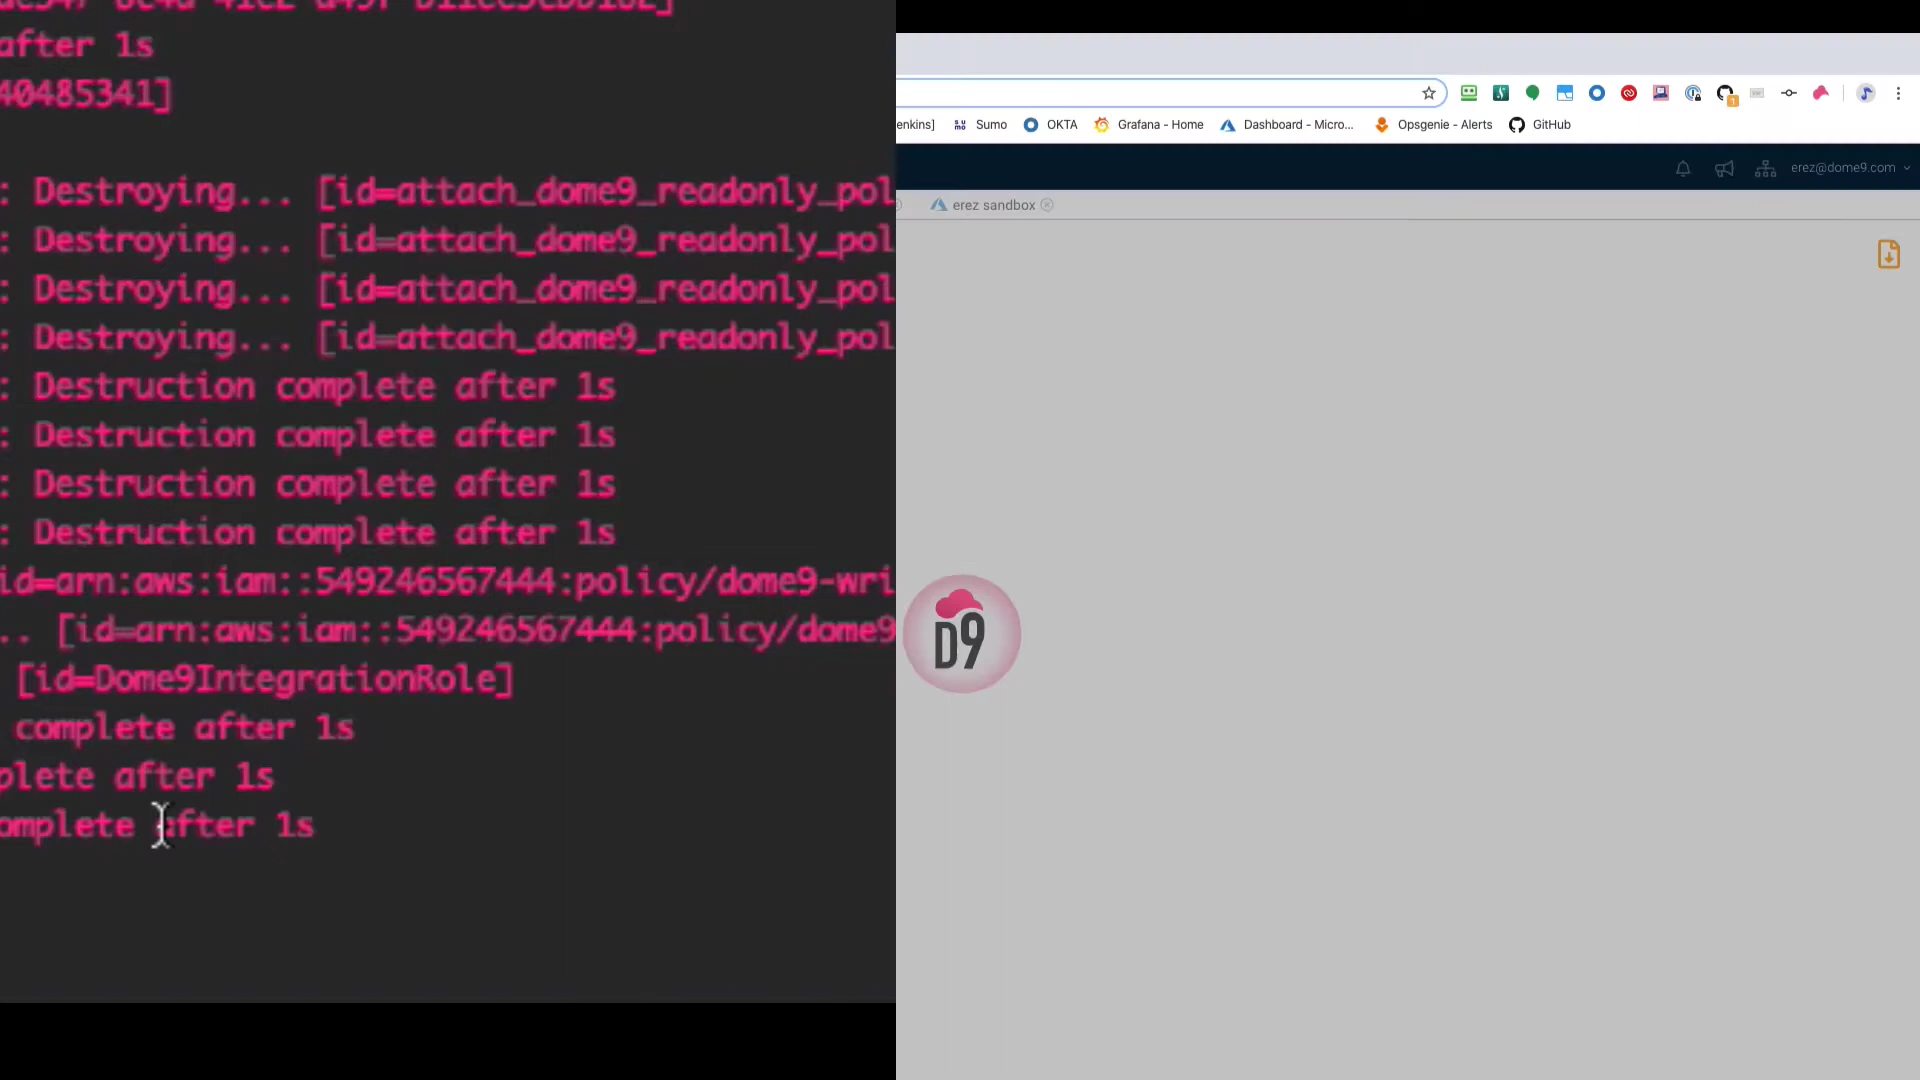 after 1s
40485341]
: Destroying... [id=attach_dome9_readonly_pol
: Destroying... [id=attach_dome9_readonly_pol
: Destroying... [id=attach_dome9_readonly_pol
: Destroying... [id=attach_dome9_readonly_pol
: Destruction complete after 1s
: Destruction complete after 1s
: Destruction complete after 1s
: Destruction complete after 1s
id=arn:aws:iam::549246567444:policy/dome9-wri
.. [id=arn:aws:iam::549246567444:policy/dome9
[id=Dome9IntegrationRole]
complete after 1s
plete after 1s
omplete after 1s
enkins] Sumo OKTA Grafana - Home Dashboard - Micro... Opsgenie - Alerts GitHub
erez@dome9.com
erez sandbox
D9